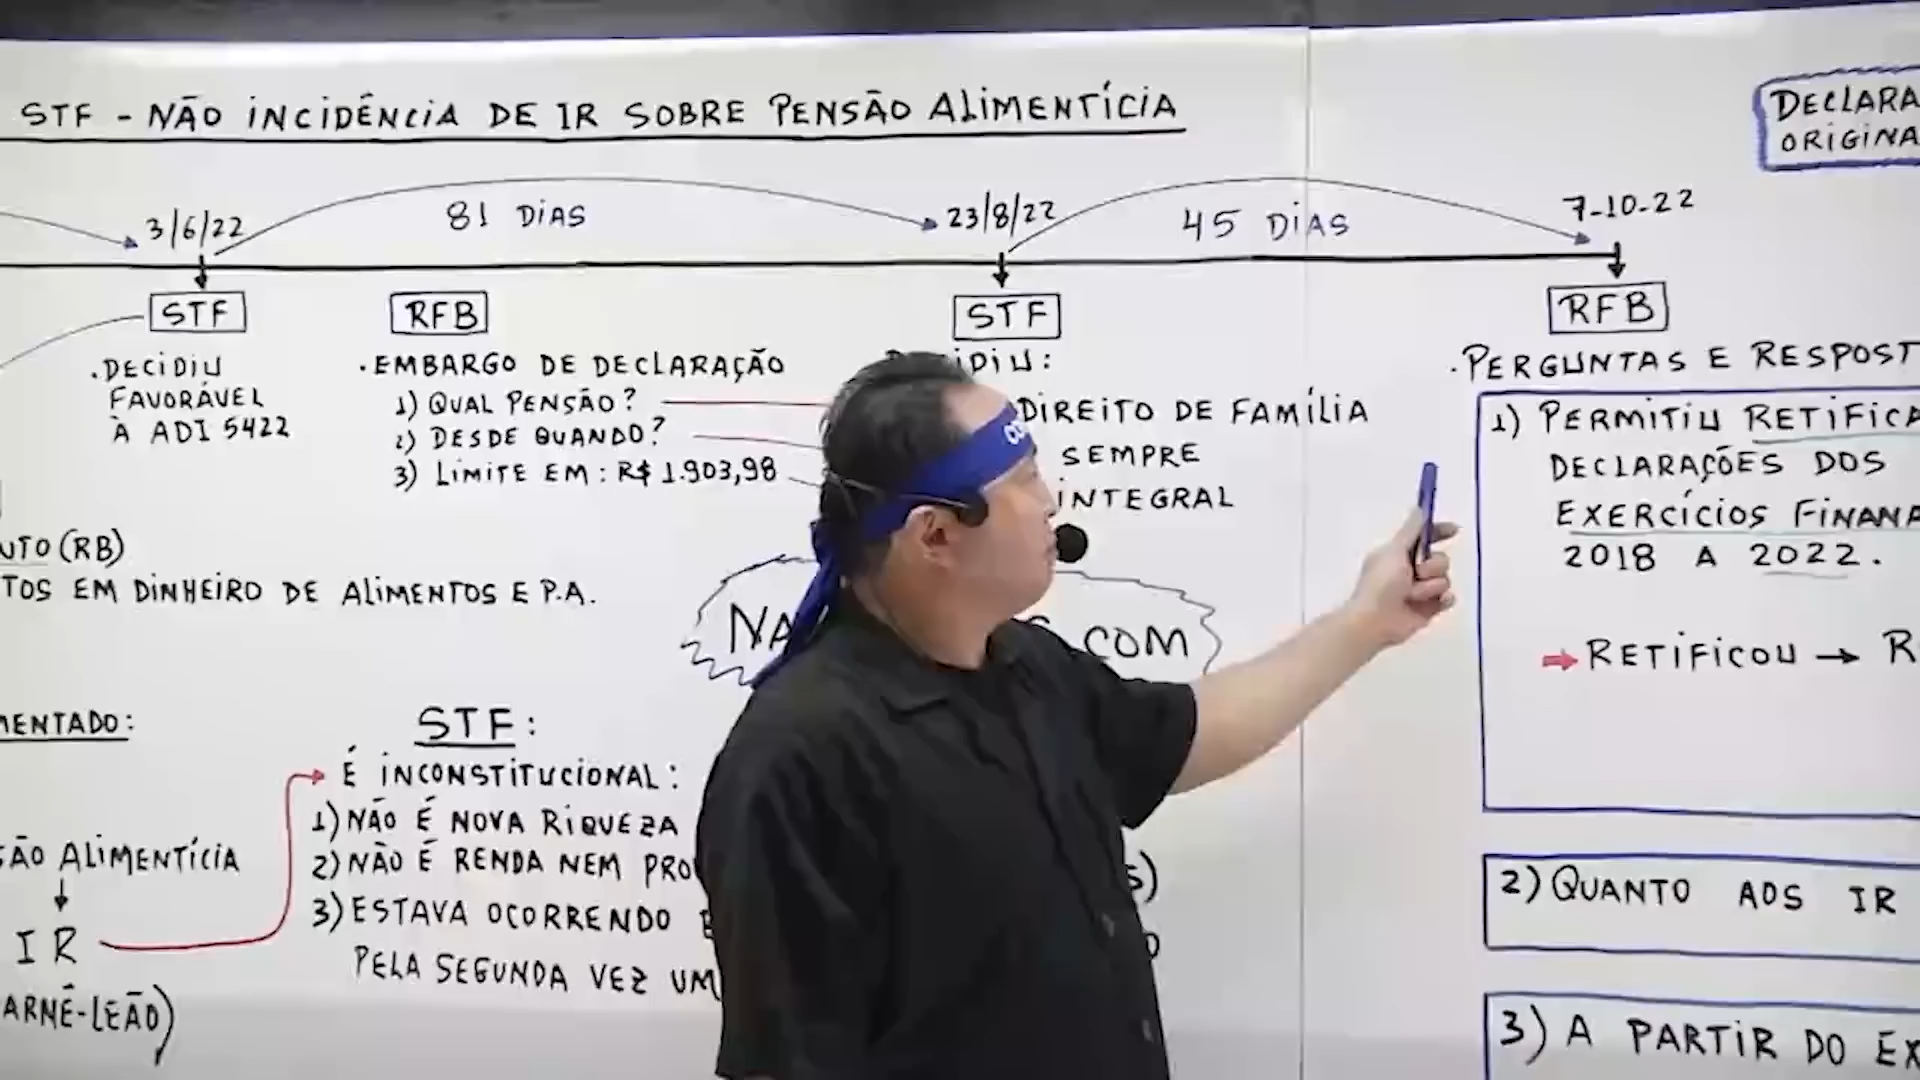 STF - NÃO INCIDÊNCIA DE IR SOBRE PENSÃO ALIMENTÍCIA
DECLARA
ORIGINA
3/6/22
81 DIAS
23/8/22
45 DIAS
7-10-22
STF
RFB
STF
RFB
. DECIDIU
FAVORÁVEL
À ADI 5422
. EMBARGO DE DECLARAÇÃO
1) QUAL PENSÃO?
2) DESDE QUANDO?
3) LIMITE EM: R$ 1.903,98
DIREITO DE FAMÍLIA
SEMPRE
INTEGRAL
. PERGUNTAS E RESPOST
1) PERMITIU RETIFICA
DECLARAÇÕES DOS
EXERCÍCIOS FINAN
2018 A 2022.
RETIFICOU → R
NTO (RB)
TOS EM DINHEIRO DE ALIMENTOS E P.A.
COM
MENTADO:
STF:
É INCONSTITUCIONAL:
1) NÃO É NOVA RIQUEZA
2) NÃO É RENDA NEM PRO
3) ESTAVA OCORRENDO
PELA SEGUNDA VEZ UM
SÃO ALIMENTÍCIA
IR
ARNÊ-LEÃO)
2) QUANTO AOS IR
3) A PARTIR DO EX